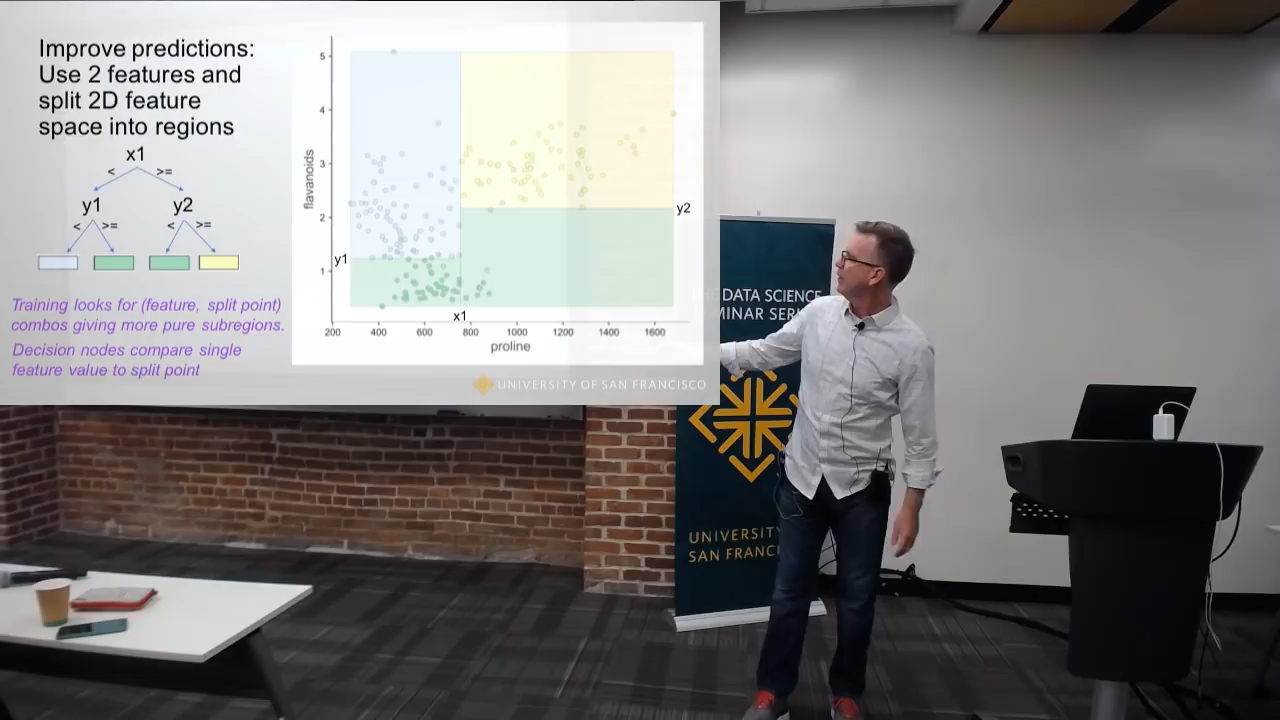 Improve predictions:
Use 2 features and
split 2D feature
space into regions
x1
<
>=
y1
y2
<
>=
<
>=
Training looks for (feature, split point)
combos giving more pure subregions.
Decision nodes compare single
feature value to split point
5
4
3
2
1
flavanoids
y1
y2
x1
200
400
600
800
1000
1200
1400
1600
proline
UNIVERSITY OF SAN FRANCISCO
DATA SCIENCE
UNIVERSITY
SAN FRANC